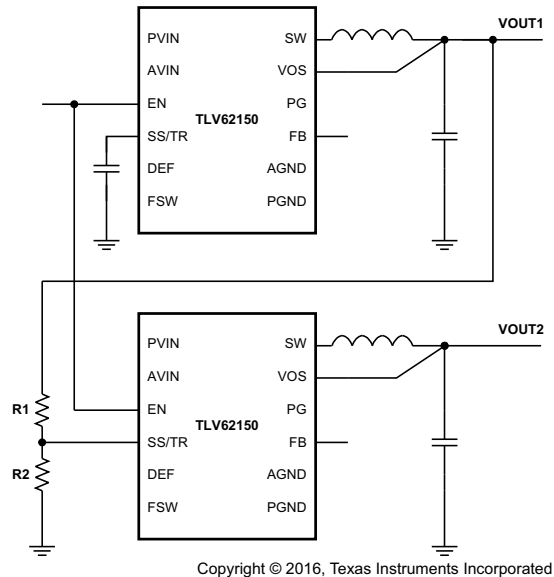 PVIN SW VOUT1
AVIN VOS
EN PG
TLV62150
SS/TR FB
DEF AGND
FSW PGND
PVIN SW VOUT2
AVIN VOS
R1 EN PG
TLV62150
SS/TR FB
R2 DEF AGND
FSW PGND
Copyright © 2016, Texas Instruments Incorporated